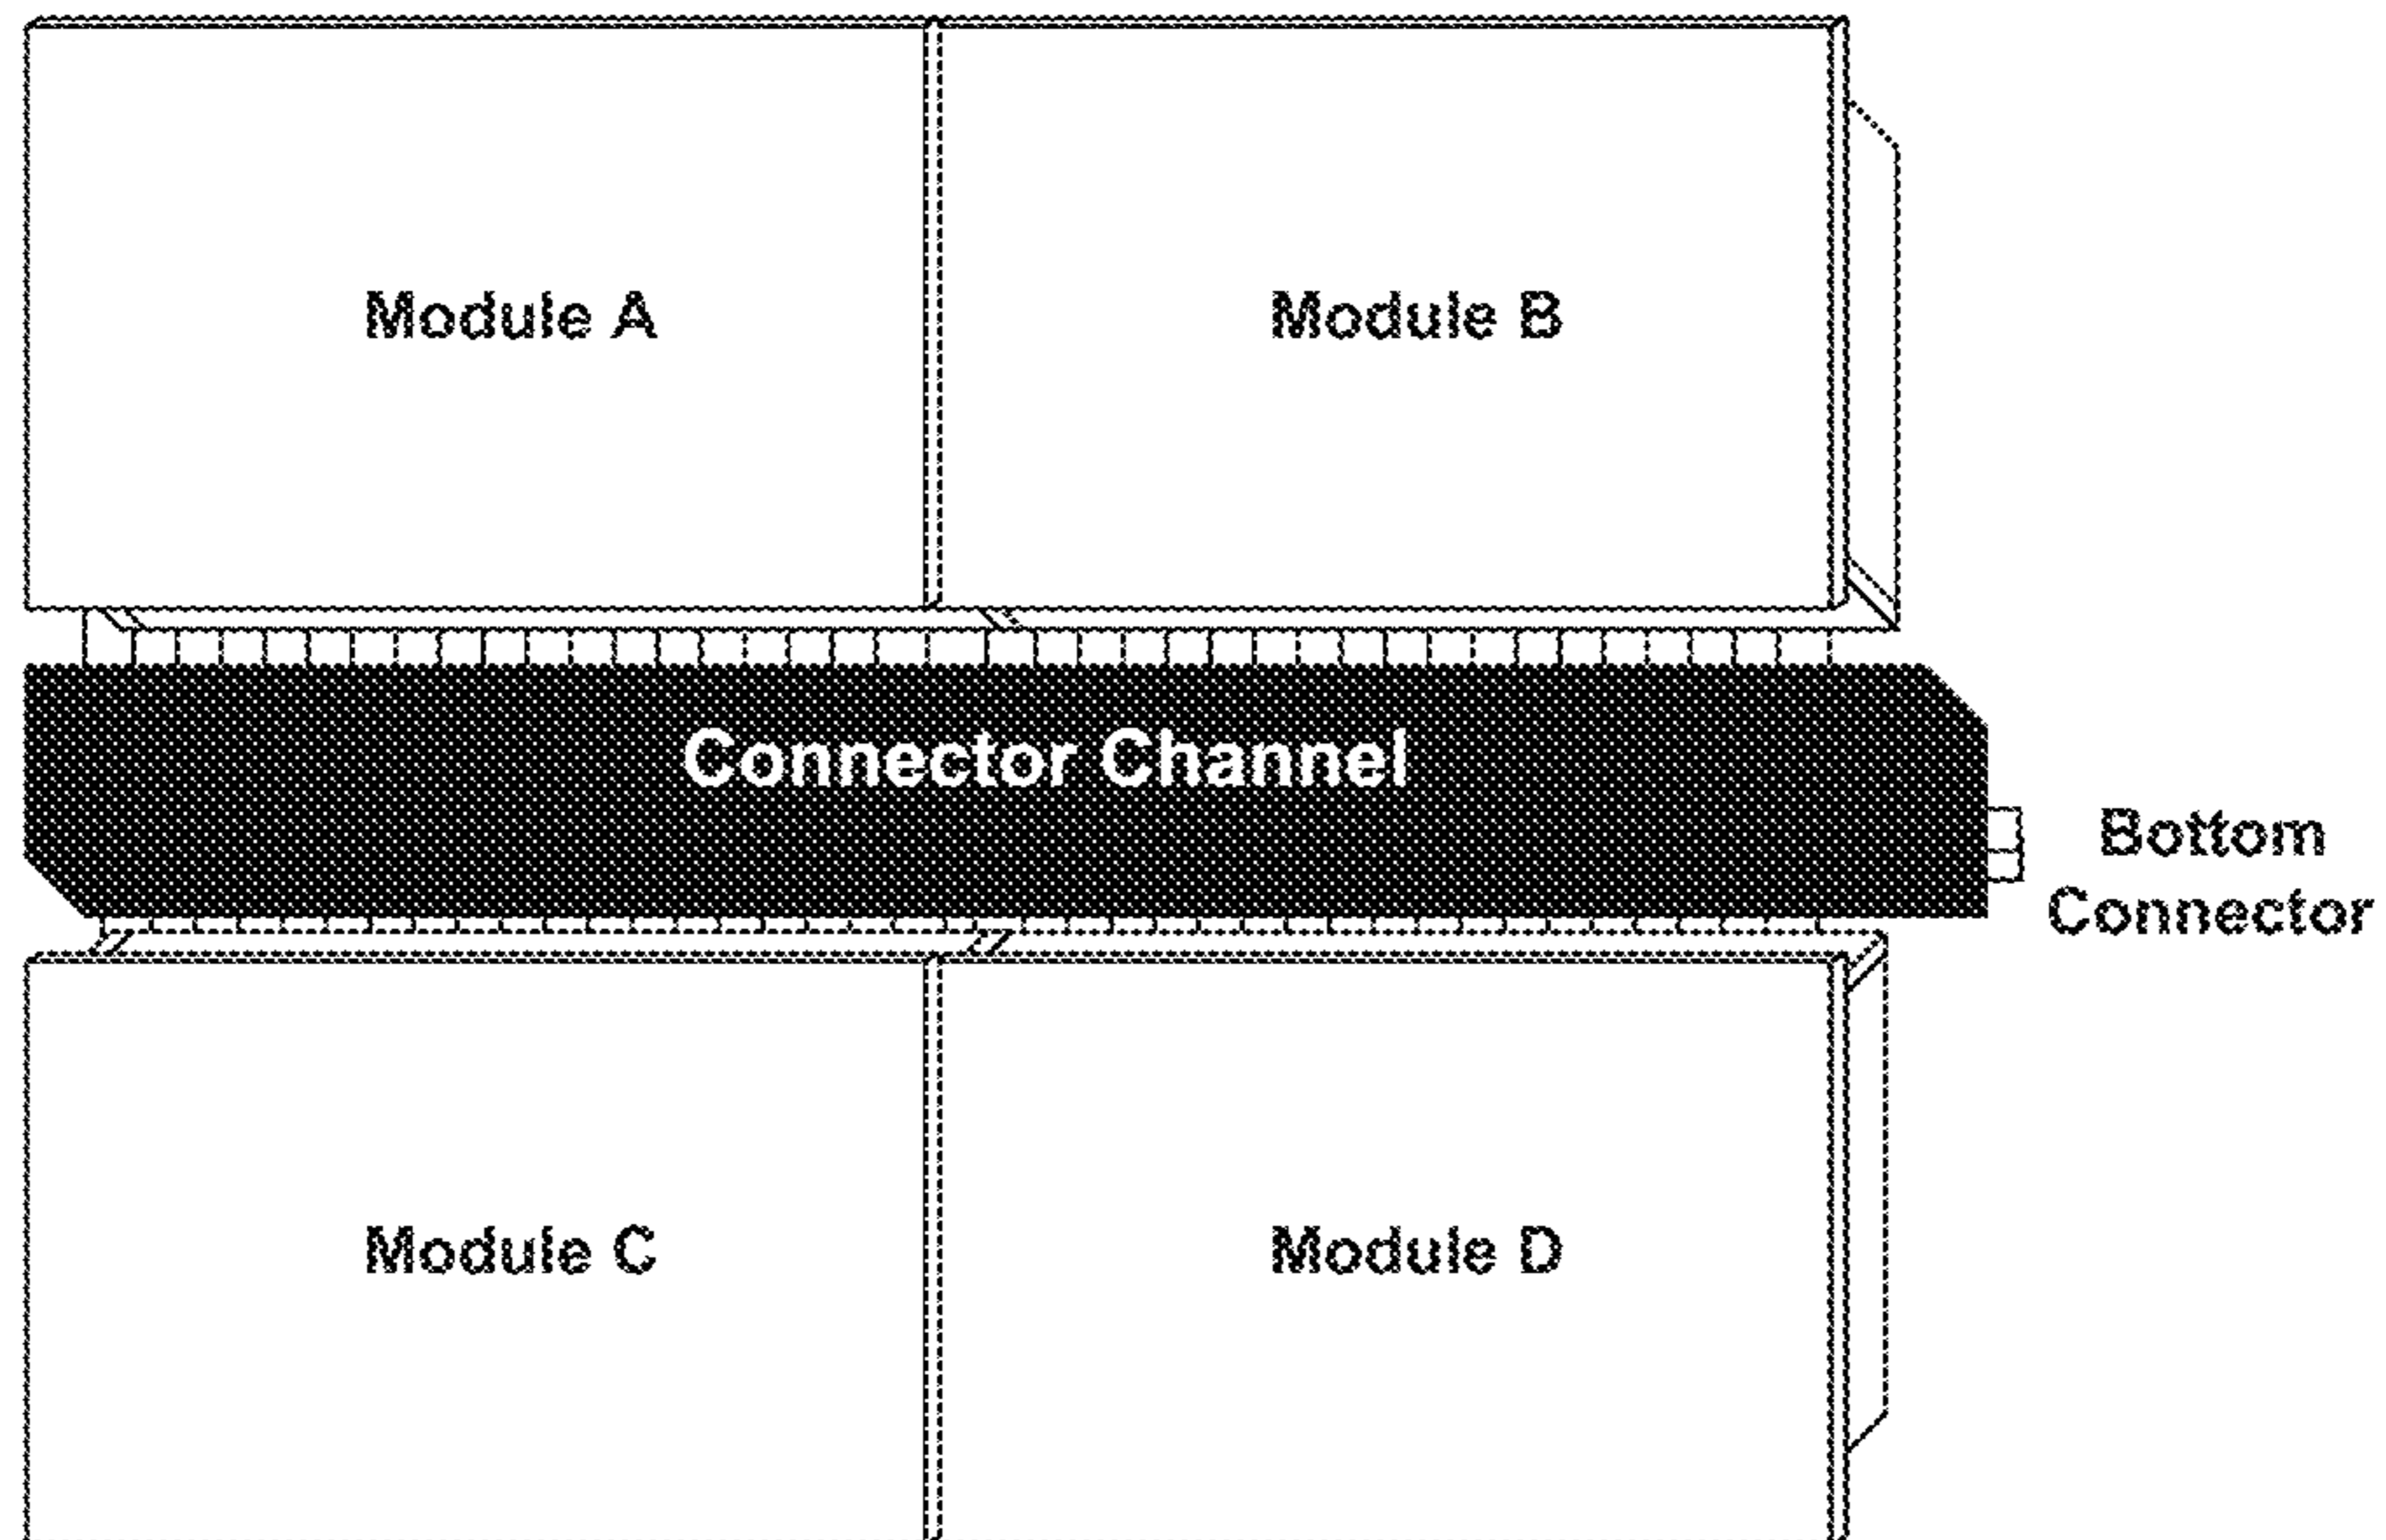 Module A
Module B
Connector Channel
Bottom
Connector
Module C
Module D